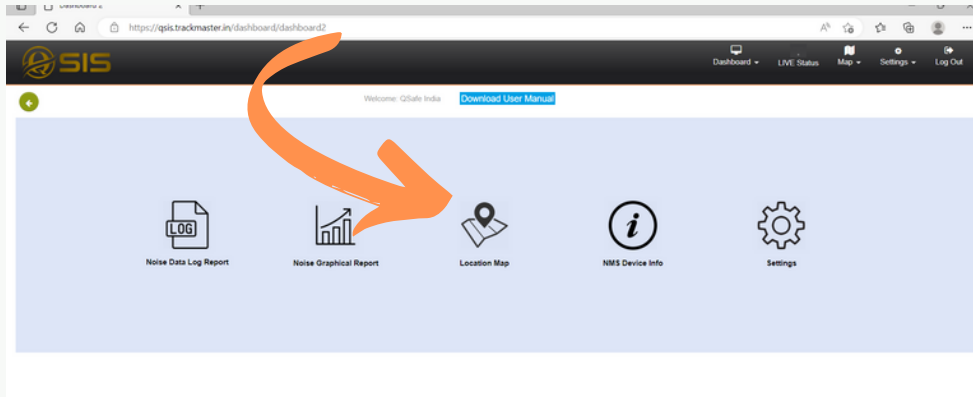 Dashboard 2
https://qsis.trackmaster.in/dashboard/dashboard2
SIS
Dashboard
LIVE Status
Map
Settings
Log Out
Welcome: QSafe India
Download User Manual
LOG
Noise Data Log Report
Noise Graphical Report
Location Map
i
NMS Device Info
Settings